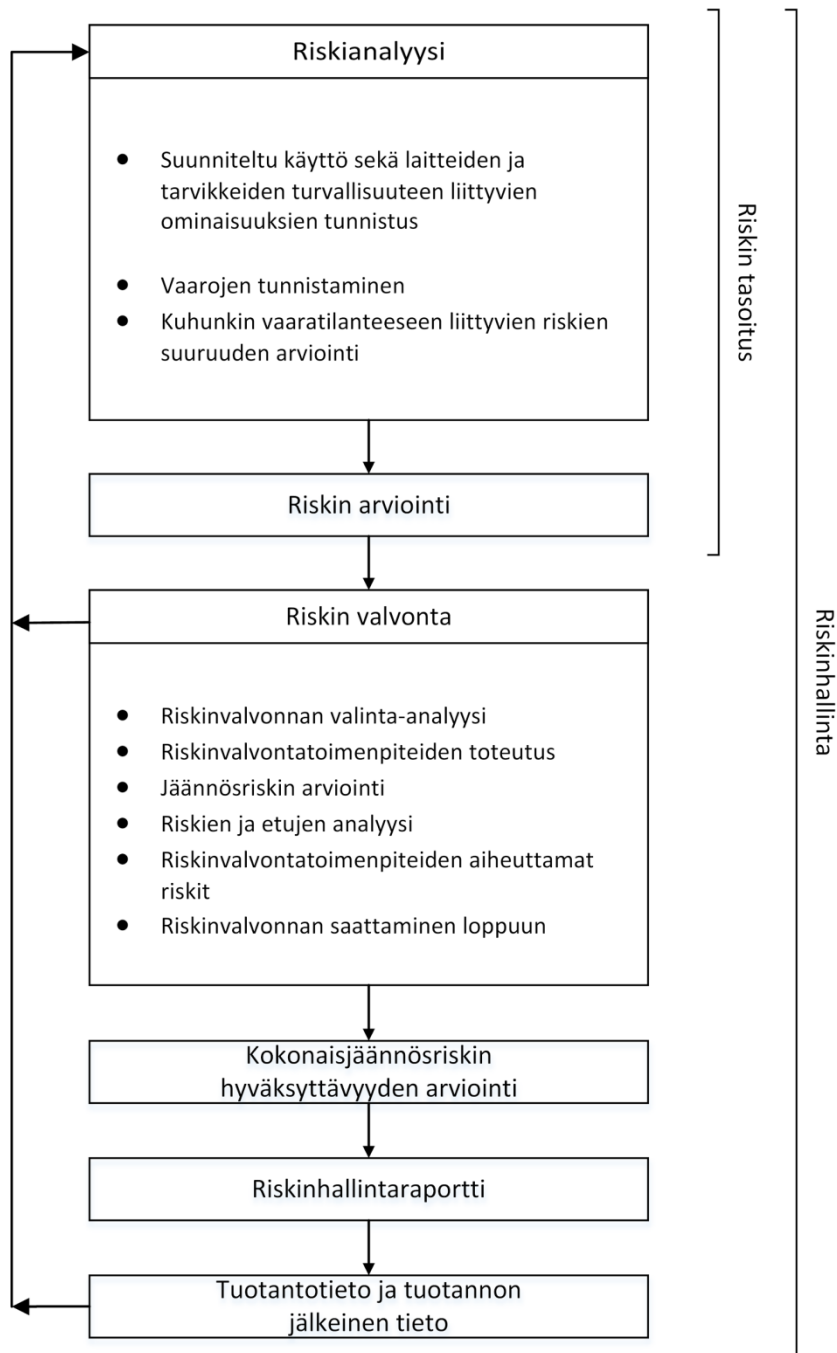 Riskianalyysi
● Suunniteltu käyttö sekä laitteiden ja
tarvikkeiden turvallisuuteen liittyvien
ominaisuuksien tunnistus
● Vaarojen tunnistaminen
● Kuhunkin vaaratilanteeseen liittyvien riskien
suuruuden arviointi
Riskin arviointi
Riskin tasoitus
Riskin valvonta
● Riskinvalvonnan valinta-analyysi
● Riskinvalvontatoimenpiteiden toteutus
● Jäännösriskin arviointi
● Riskien ja etujen analyysi
● Riskinvalvontatoimenpiteiden aiheuttamat
riskit
● Riskinvalvonnan saattaminen loppuun
Kokonaisjäännösriskin
hyväksyttävyyden arviointi
Riskinhallintaraportti
Tuotantotieto ja tuotannon
jälkeinen tieto
Riskinhallinta